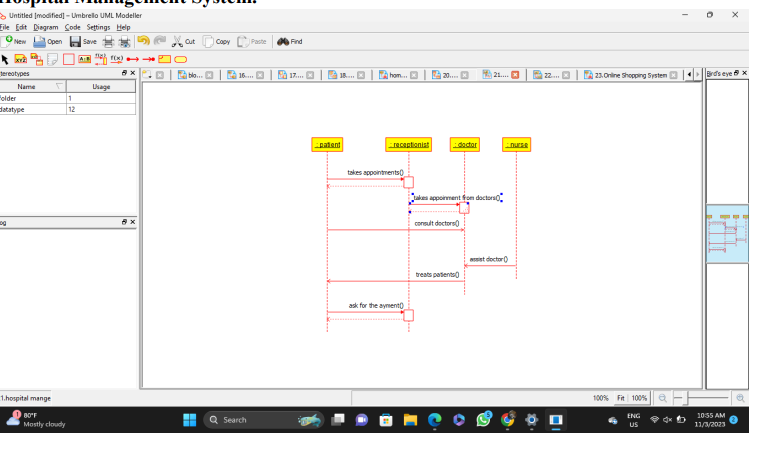 Hospital Management System.
Untitled [modified] – Umbrello UML Modeller
File Edit Diagram Code Settings Help
New Open Save Cut Copy Paste Find
tereotypes
Name Usage
folder 1
datatype 12
blo... 16.... 17.... 18.... hom... 20.... 21.... 22.... 23.Online Shopping System
Bird's eye
: patient : receptionist : doctor : nurse
takes appointments()
takes appoinment from doctors()
consult doctors()
assist doctor()
treats patients()
ask for the ayment()
og
1.hospital mange
100% Fit 100%
1 80°F
Mostly cloudy
Search
ENG
US
10:55 AM
11/3/2023